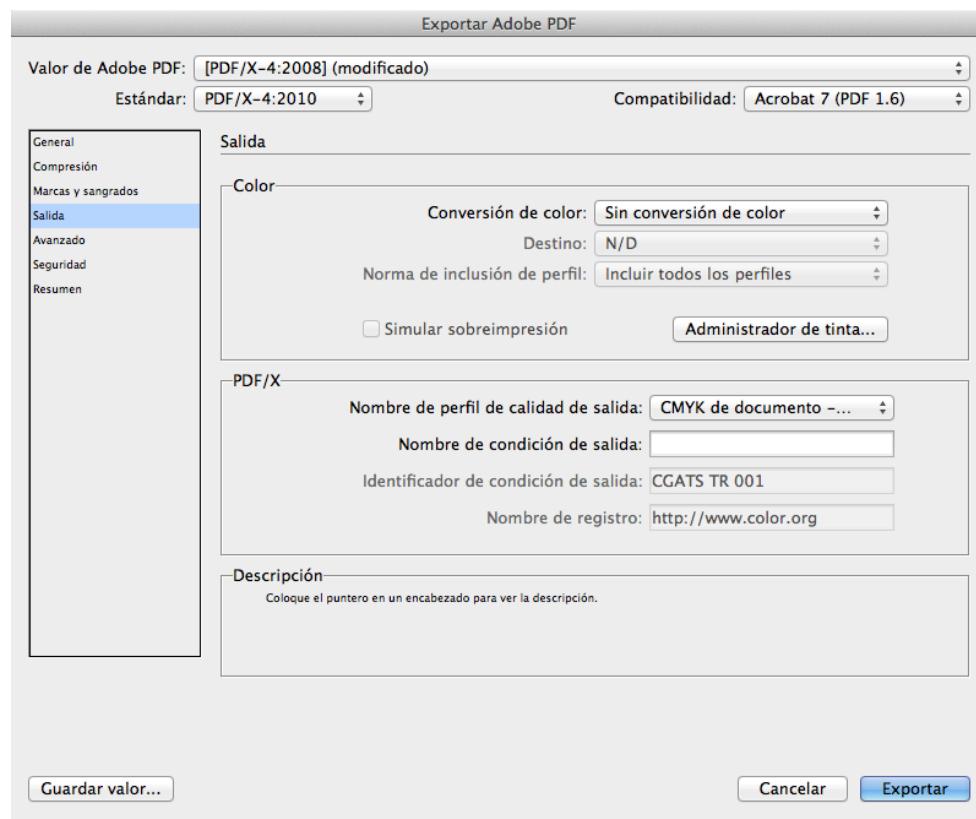 Exportar Adobe PDF
Valor de Adobe PDF: [PDF/X-4:2008] (modificado)
Estándar: PDF/X-4:2010 Compatibilidad: Acrobat 7 (PDF 1.6)
General
Compresión
Marcas y sangrados
Salida
Avanzado
Seguridad
Resumen
Salida
Color
Conversión de color: Sin conversión de color
Destino: N/D
Norma de inclusión de perfil: Incluir todos los perfiles
Simular sobreimpresión Administrador de tinta...
PDF/X
Nombre de perfil de calidad de salida: CMYK de documento -...
Nombre de condición de salida:
Identificador de condición de salida: CGATS TR 001
Nombre de registro: http://www.color.org
Descripción
Coloque el puntero en un encabezado para ver la descripción.
Guardar valor... Cancelar Exportar